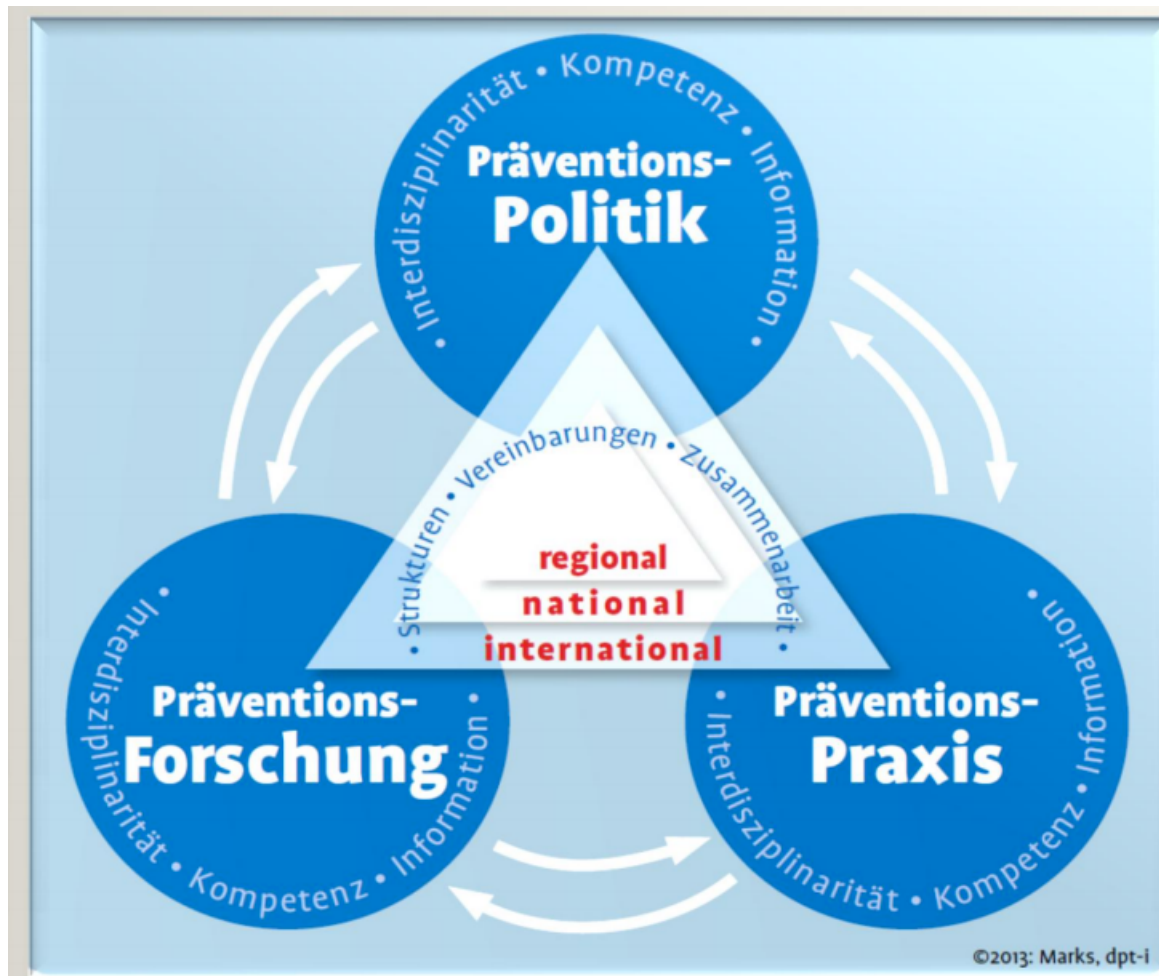 • Interdisziplinarität • Kompetenz • Information •
Präventions-
Politik
• Strukturen • Vereinbarungen • Zusammenarbeit •
regional
national
international
• Interdisziplinarität • Kompetenz • Information •
Präventions-
Forschung
• Interdisziplinarität • Kompetenz • Information •
Präventions-
Praxis
©2013: Marks, dpt-i